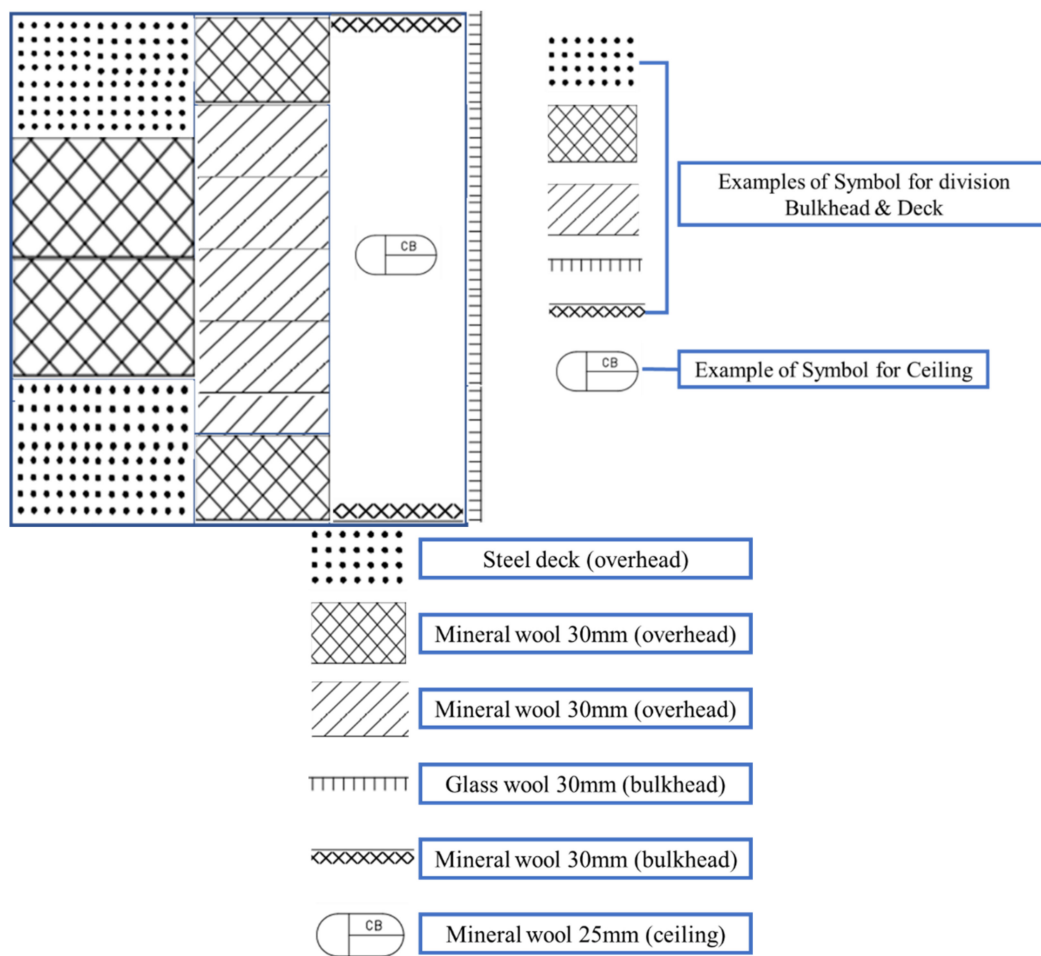 CB
Examples of Symbol for division
Bulkhead & Deck
CB
Example of Symbol for Ceiling
Steel deck (overhead)
Mineral wool 30mm (overhead)
Mineral wool 30mm (overhead)
Glass wool 30mm (bulkhead)
Mineral wool 30mm (bulkhead)
CB
Mineral wool 25mm (ceiling)